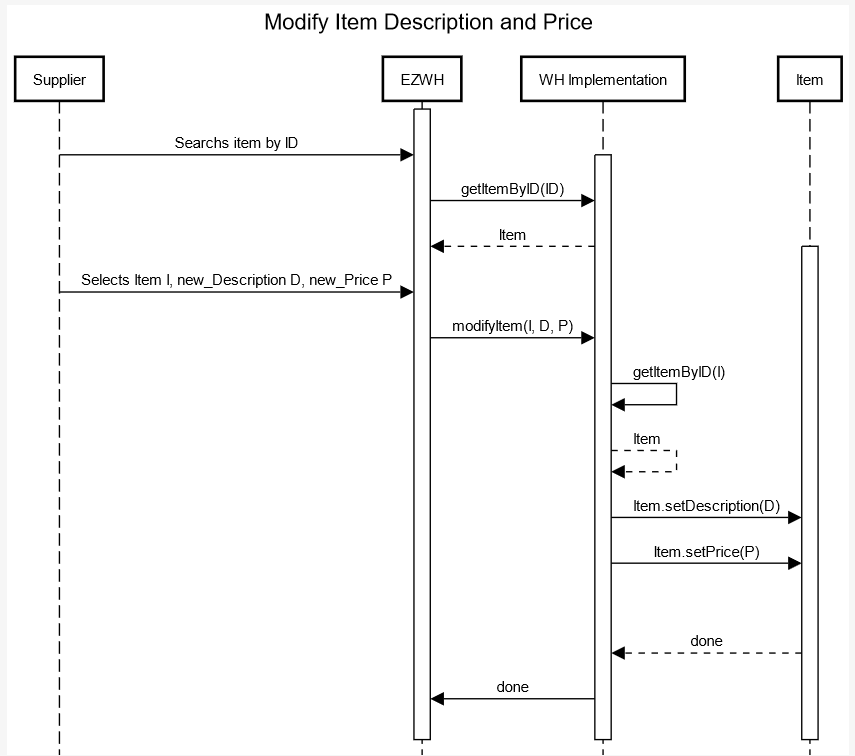 Modify Item Description and Price
Supplier
EZWH
WH Implementation
Item
Searchs item by ID
getItemByID(ID)
Item
Selects Item I, new_Description D, new_Price P
modifyItem(I, D, P)
getItemByID(I)
Item
Item.setDescription(D)
Item.setPrice(P)
done
done